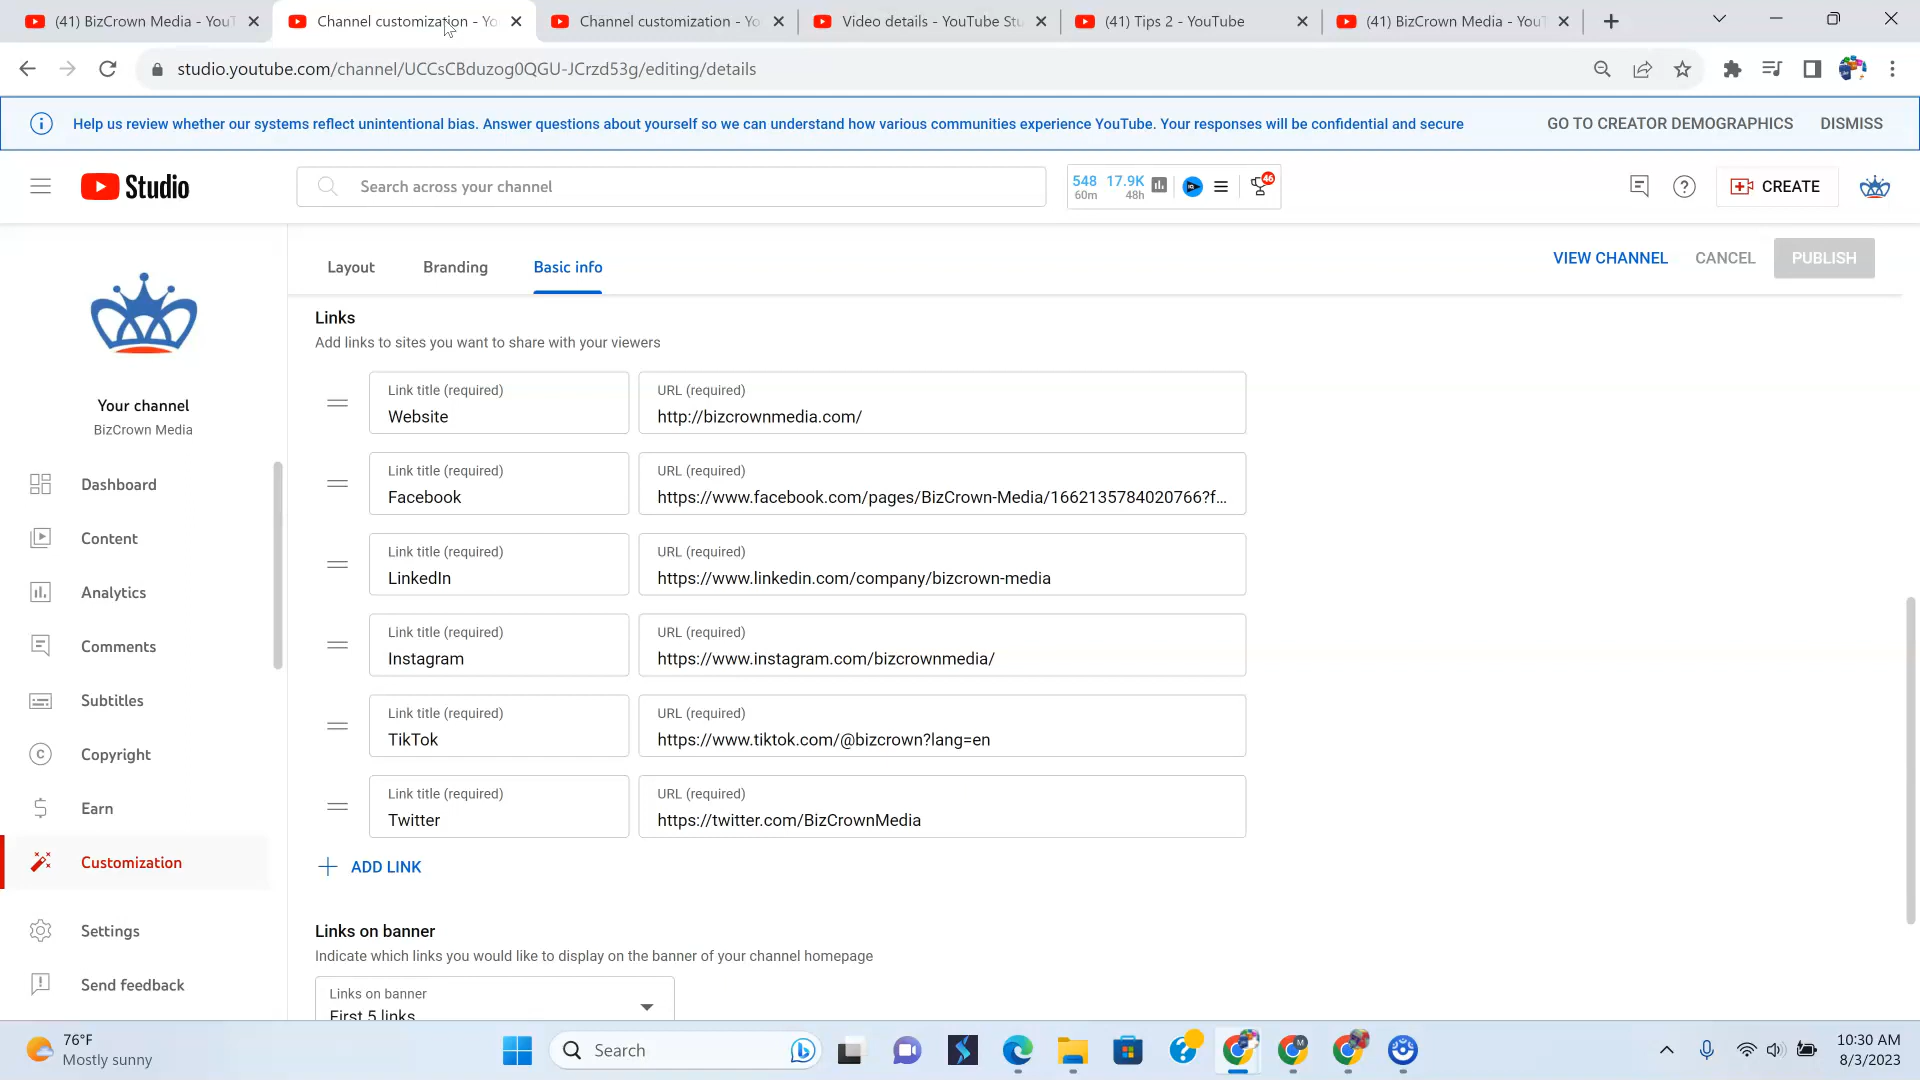 (41) BizCrown Media - YouT
Channel customization - Yo
Channel customization - Yo
Video details - YouTube Stu
(41) Tips 2 - YouTube
(41) BizCrown Media - YouT
studio.youtube.com/channel/UCCsCBduzog0QGU-JCrzd53g/editing/details
Help us review whether our systems reflect unintentional bias. Answer questions about yourself so we can understand how various communities experience YouTube. Your responses will be confidential and secure
GO TO CREATOR DEMOGRAPHICS
DISMISS
Studio
Search across your channel
548 17.9K
60m 48h
46
CREATE
Your channel
BizCrown Media
Dashboard
Content
Analytics
Comments
Subtitles
Copyright
Earn
Customization
Settings
Send feedback
Layout
Branding
Basic info
VIEW CHANNEL
CANCEL
PUBLISH
Links
Add links to sites you want to share with your viewers
Link title (required)
Website
URL (required)
http://bizcrownmedia.com/
Link title (required)
Facebook
URL (required)
https://www.facebook.com/pages/BizCrown-Media/1662135784020766?f...
Link title (required)
LinkedIn
URL (required)
https://www.linkedin.com/company/bizcrown-media
Link title (required)
Instagram
URL (required)
https://www.instagram.com/bizcrownmedia/
Link title (required)
TikTok
URL (required)
https://www.tiktok.com/@bizcrown?lang=en
Link title (required)
Twitter
URL (required)
https://twitter.com/BizCrownMedia
ADD LINK
Links on banner
Indicate which links you would like to display on the banner of your channel homepage
Links on banner
First 5 links
76°F
Mostly sunny
Search
10:30 AM
8/3/2023